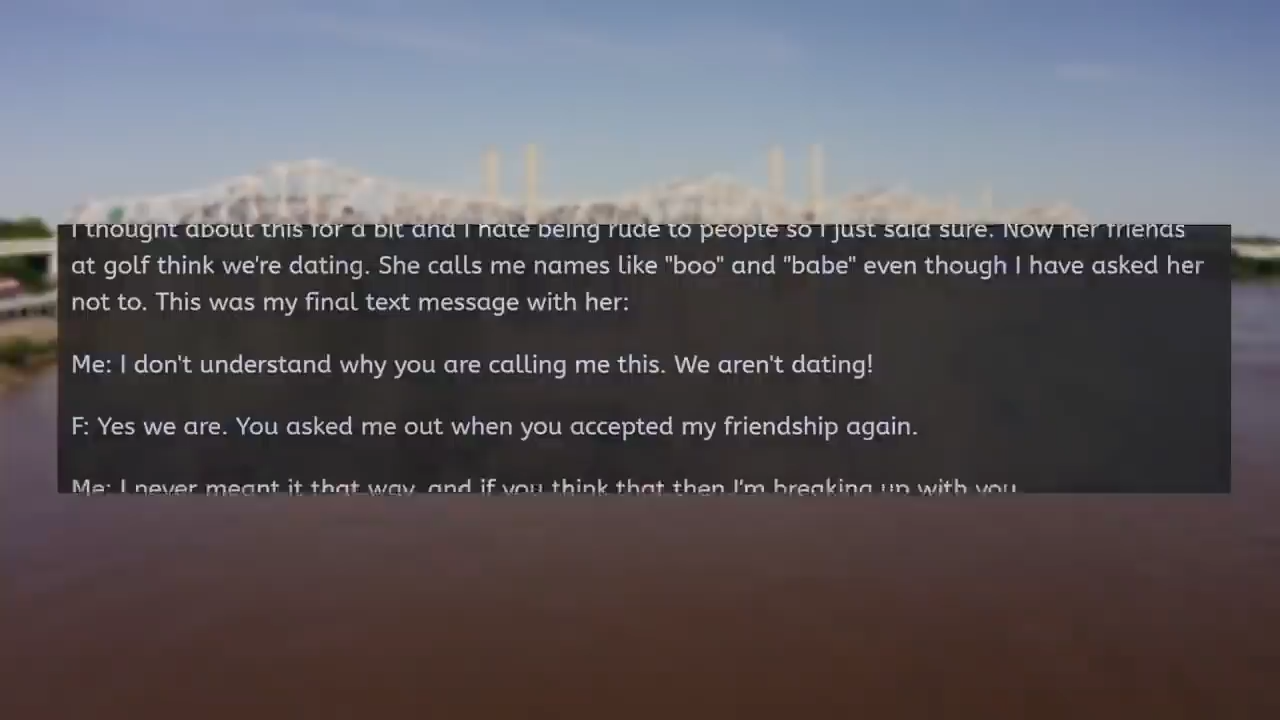 I thought about this for a bit and I hate being rude to people so I just said sure. Now her friends
at golf think we're dating. She calls me names like "boo" and "babe" even though I have asked her
not to. This was my final text message with her:
Me: I don't understand why you are calling me this. We aren't dating!
F: Yes we are. You asked me out when you accepted my friendship again.
Me: I never meant it that way, and if you think that then I'm breaking up with you.